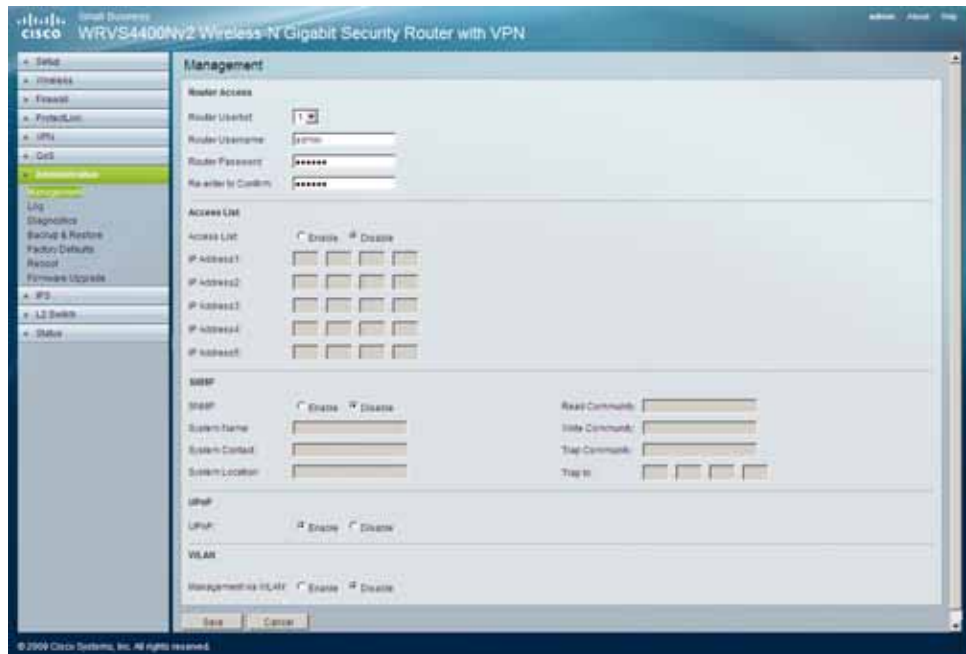 Small Business
admin About Help
cisco WRVS4400Nv2 Wireless-N Gigabit Security Router with VPN
Setup
Wireless
Firewall
ProtectLink
VPN
QoS
Administration
Management
Log
Diagnostics
Backup & Restore
Factory Defaults
Reboot
Firmware Upgrade
IPS
L2 Switch
Status
Management
Router Access
Router Userlist: 1
Router Username: admin
Router Password: ••••••
Re-enter to Confirm: ••••••
Access List
Access List: Enable Disable
IP Address1:
IP Address2:
IP Address3:
IP Address4:
IP Address5:
SNMP
SNMP: Enable Disable
Read Community:
System Name:
Write Community:
System Contact:
Trap Community:
System Location:
Trap to:
UPnP
UPnP: Enable Disable
WLAN
Management via WLAN: Enable Disable
Save Cancel
© 2009 Cisco Systems, Inc. All rights reserved.